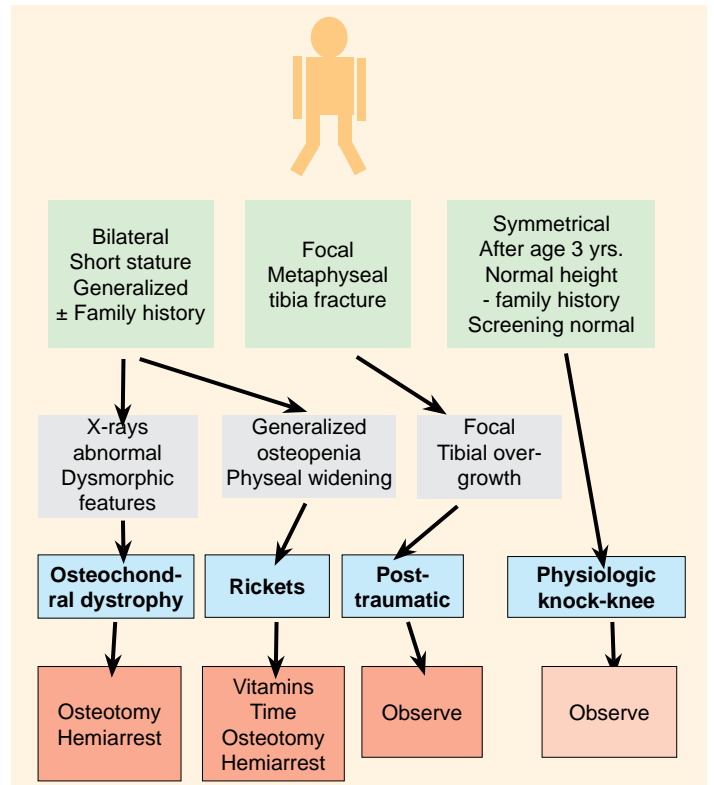 Bilateral
Short stature
Generalized
± Family history
Focal
Metaphyseal
tibia fracture
Symmetrical
After age 3 yrs.
Normal height
- family history
Screening normal
X-rays
abnormal
Dysmorphic
features
Generalized
osteopenia
Physeal widening
Focal
Tibial over-
growth
Osteochond-
ral dystrophy
Rickets
Post-
traumatic
Physiologic
knock-knee
Osteotomy
Hemiarrest
Vitamins
Time
Osteotomy
Hemiarrest
Observe
Observe